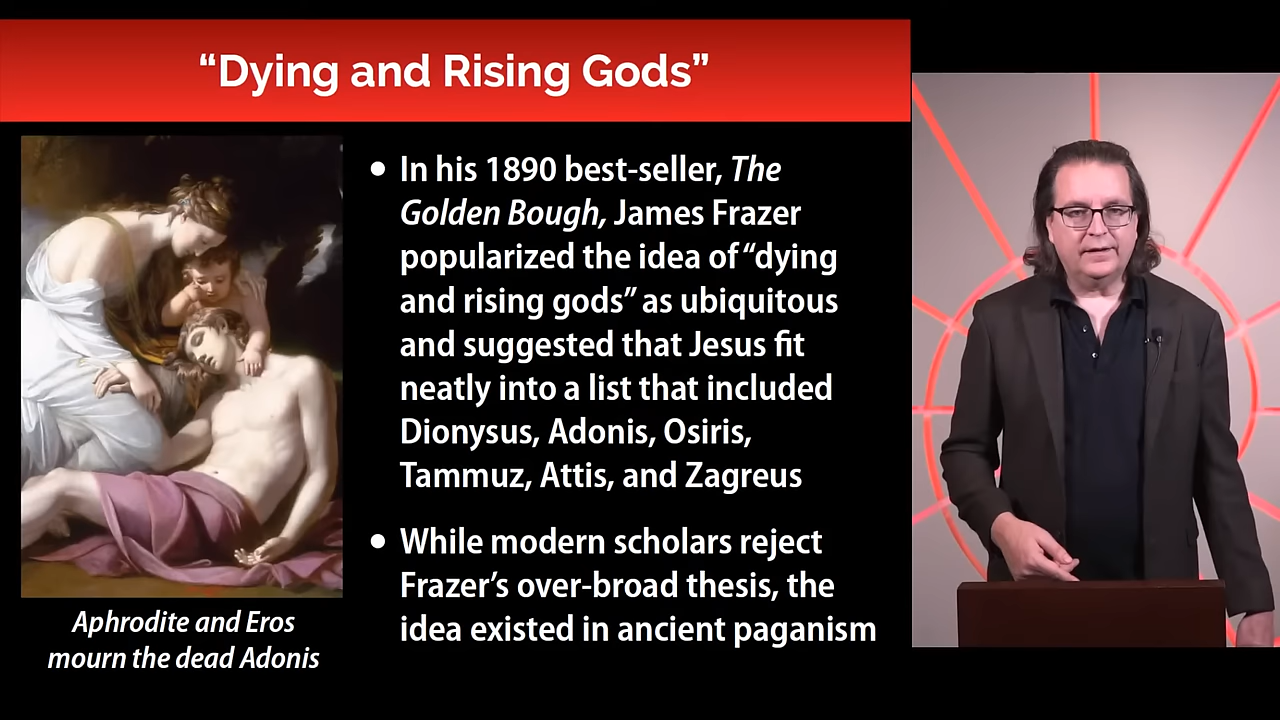 “Dying and Rising Gods”
• In his 1890 best-seller, The
Golden Bough, James Frazer
popularized the idea of “dying
and rising gods” as ubiquitous
and suggested that Jesus fit
neatly into a list that included
Dionysus, Adonis, Osiris,
Tammuz, Attis, and Zagreus
• While modern scholars reject
Frazer’s over-broad thesis, the
idea existed in ancient paganism
Aphrodite and Eros
mourn the dead Adonis